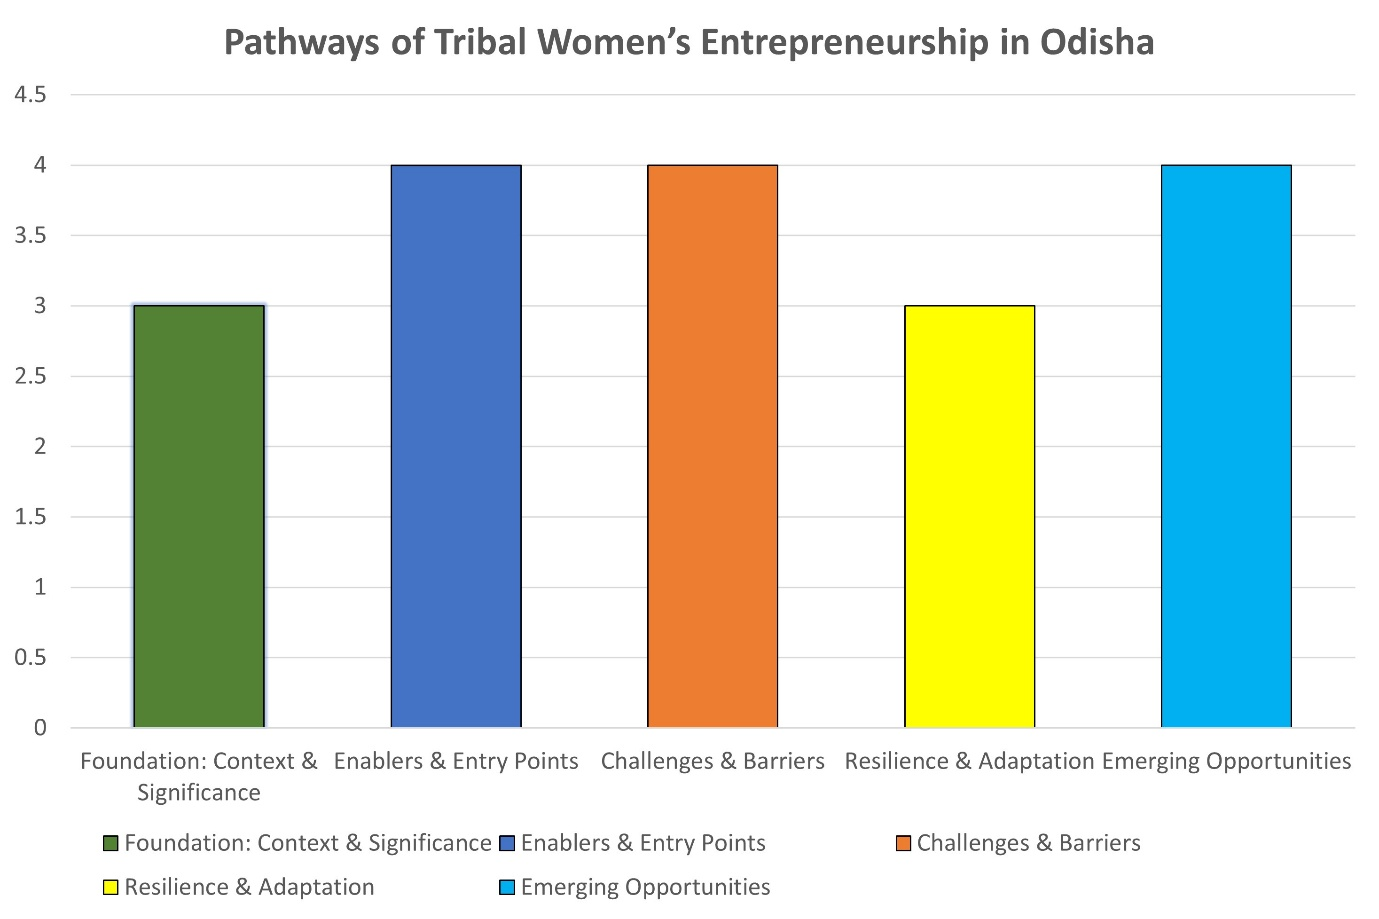 Pathways of Tribal Women’s Entrepreneurship in Odisha
4.5
4
3.5
3
2.5
2
1.5
1
0.5
0
Foundation: Context & Significance
Enablers & Entry Points
Challenges & Barriers
Resilience & Adaptation
Emerging Opportunities
Foundation: Context & Significance
Enablers & Entry Points
Challenges & Barriers
Resilience & Adaptation
Emerging Opportunities